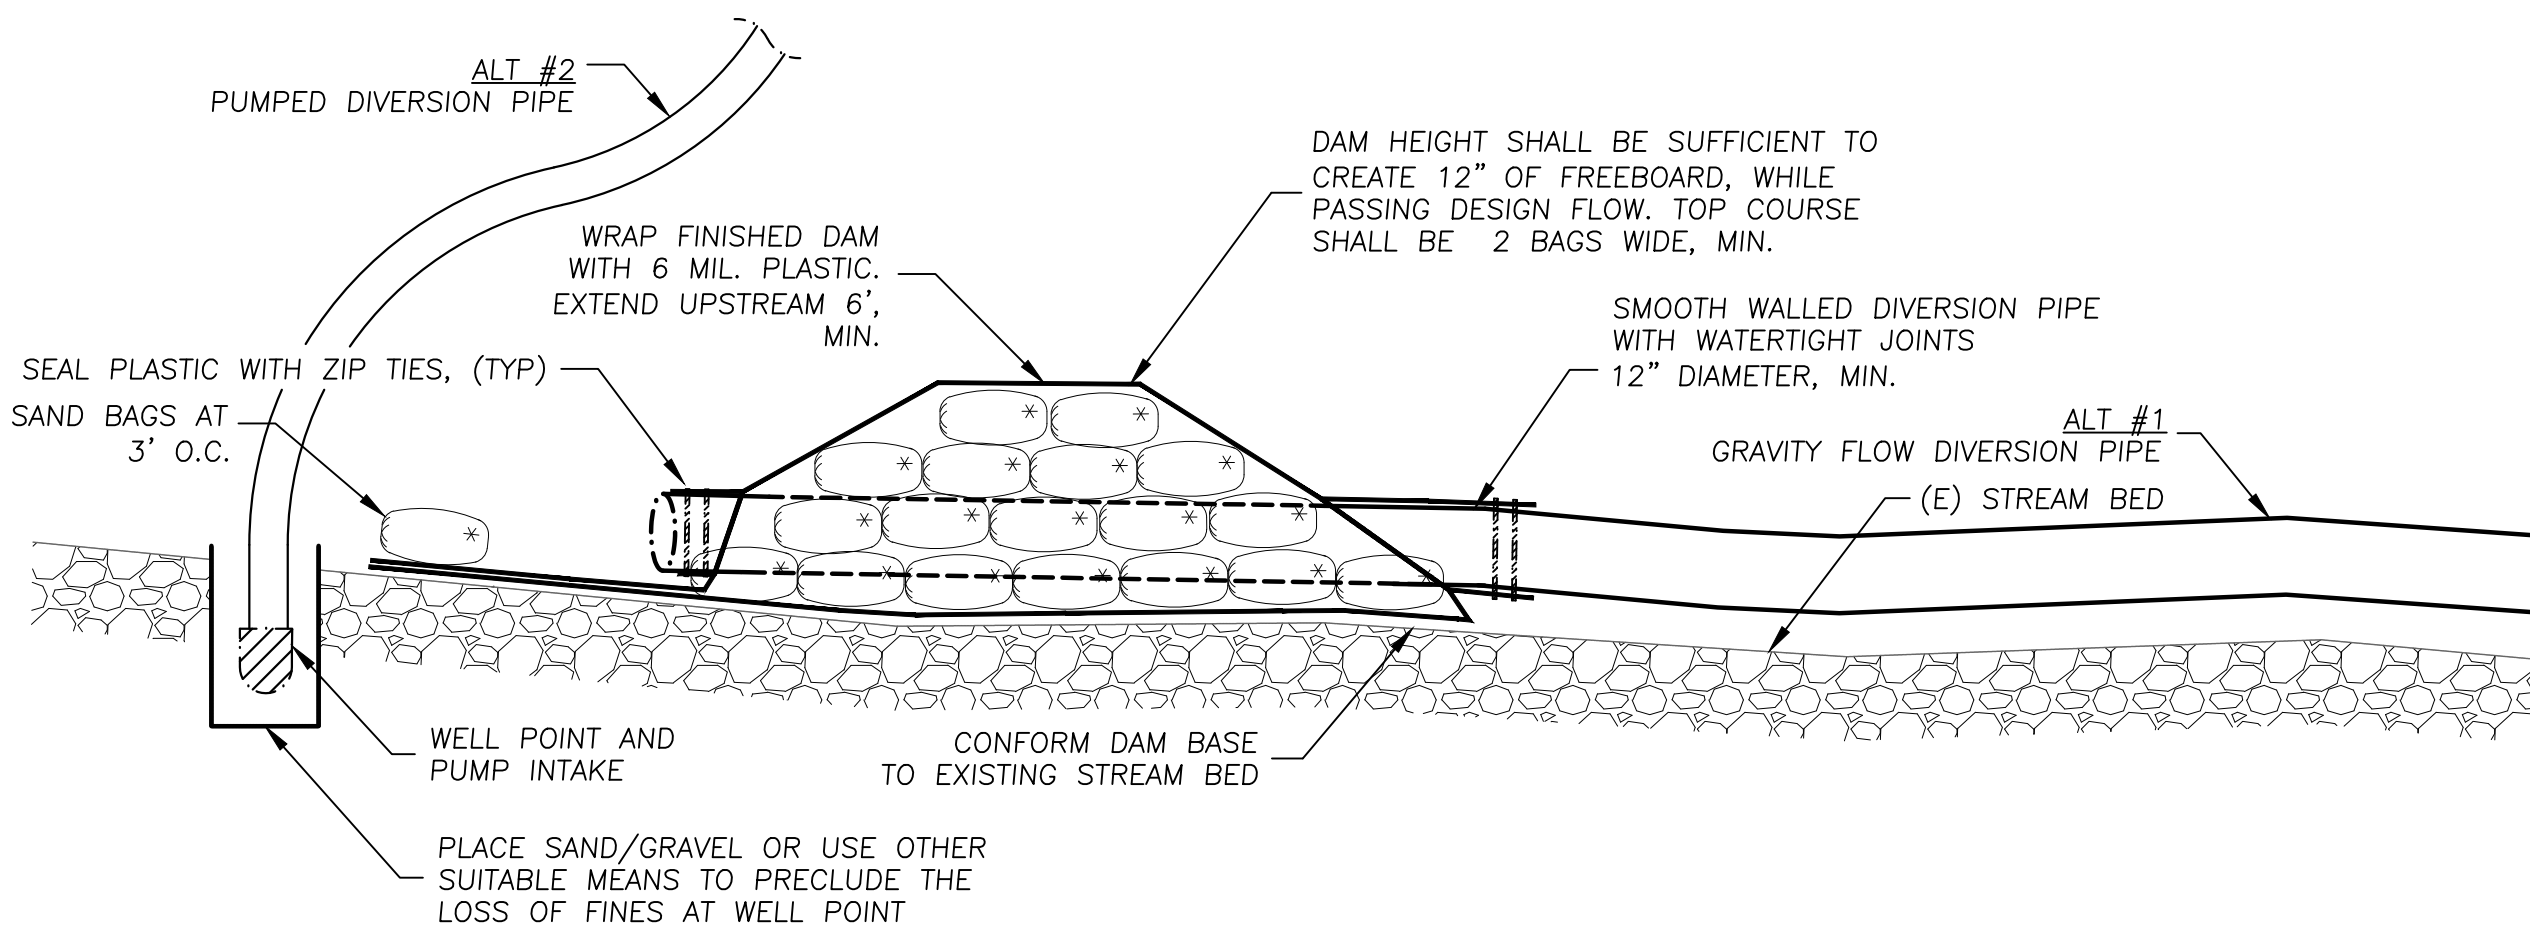 ALT #2
PUMPED DIVERSION PIPE
DAM HEIGHT SHALL BE SUFFICIENT TO
CREATE 12" OF FREEBOARD, WHILE
PASSING DESIGN FLOW. TOP COURSE
SHALL BE 2 BAGS WIDE, MIN.
WRAP FINISHED DAM
WITH 6 MIL. PLASTIC.
EXTEND UPSTREAM 6',
MIN.
SMOOTH WALLED DIVERSION PIPE
WITH WATERTIGHT JOINTS
12" DIAMETER, MIN.
SEAL PLASTIC WITH ZIP TIES, (TYP)
SAND BAGS AT
3' O.C.
ALT #1
GRAVITY FLOW DIVERSION PIPE
(E) STREAM BED
WELL POINT AND
PUMP INTAKE
CONFORM DAM BASE
TO EXISTING STREAM BED
PLACE SAND/GRAVEL OR USE OTHER
SUITABLE MEANS TO PRECLUDE THE
LOSS OF FINES AT WELL POINT